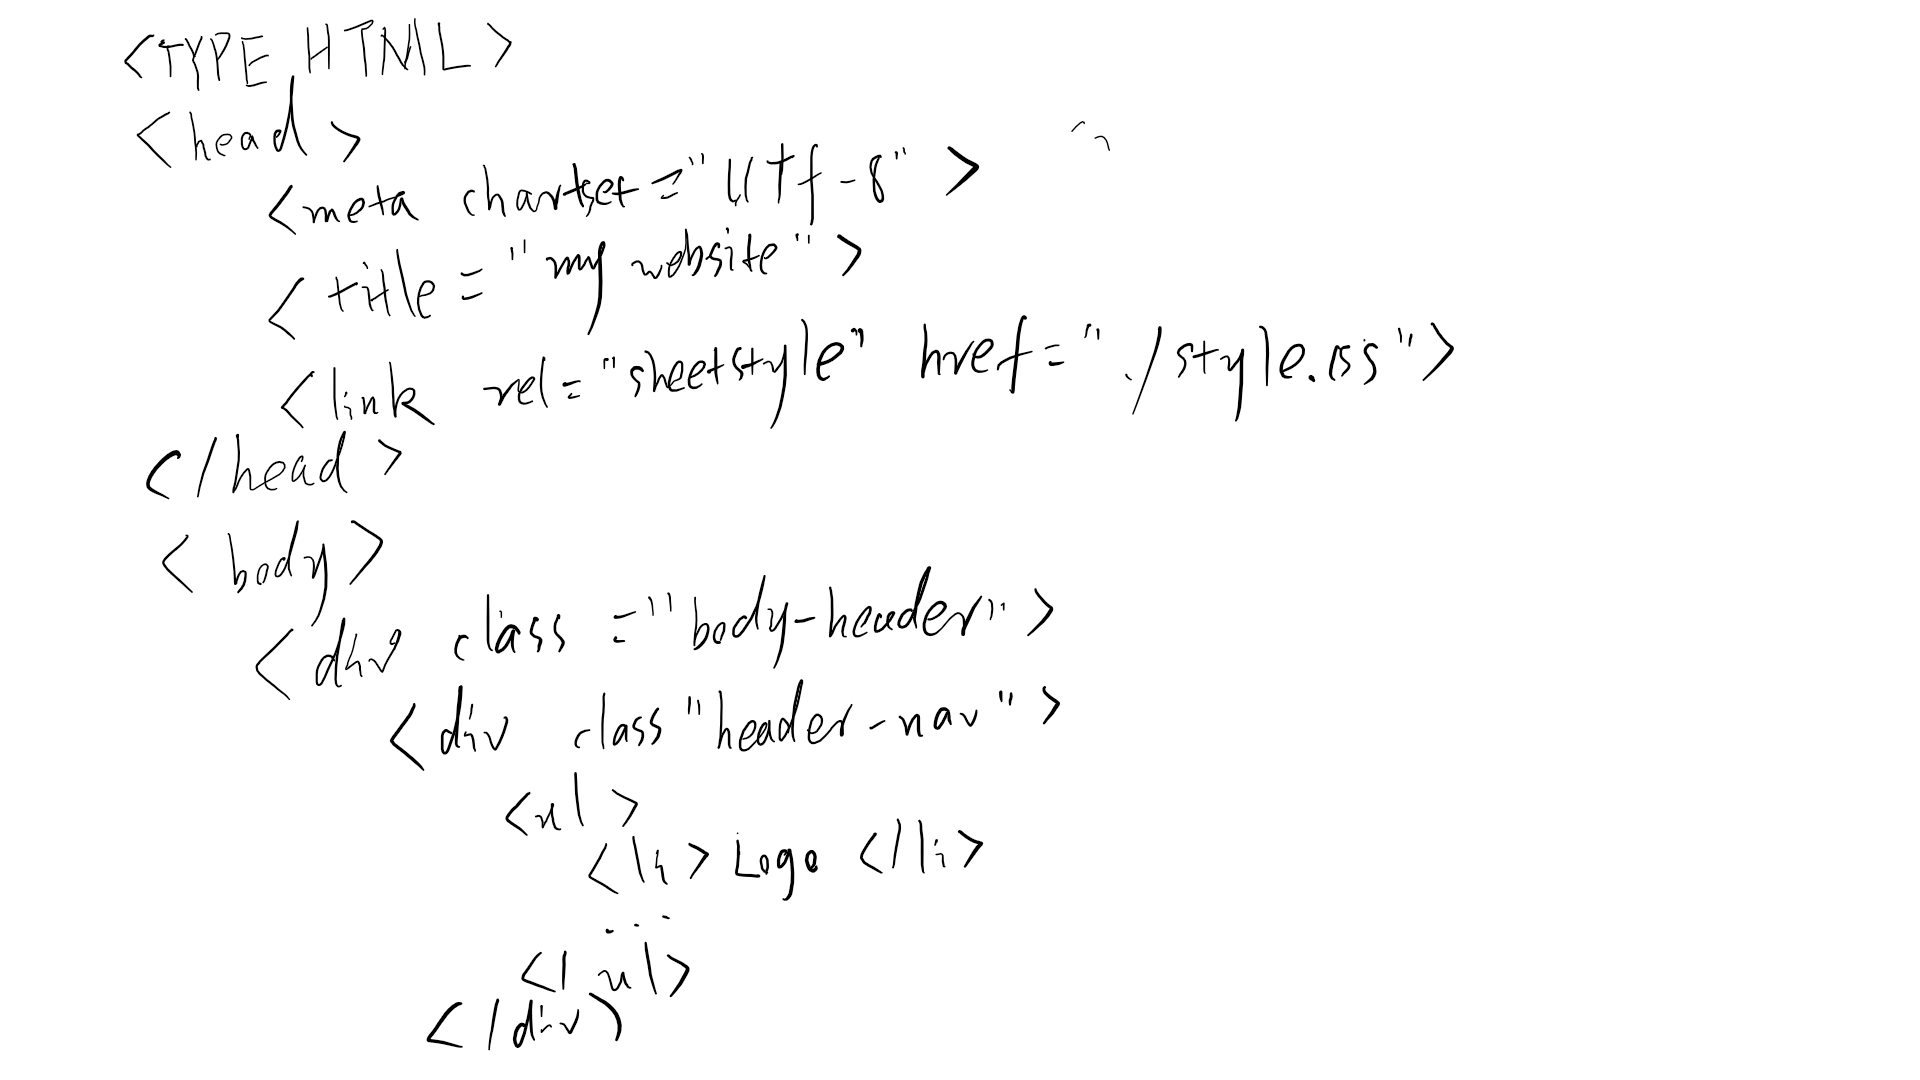 <TYPE HTML>
<head>
<meta chartset="UTf-8">
<title="my website">
<link rel="sheetstyle" href="./style.css">
</head>
<body>
<div class="body-header">
<div class"header-nav">
<ul>
<li>Logo</li>
...
</ul>
</div>